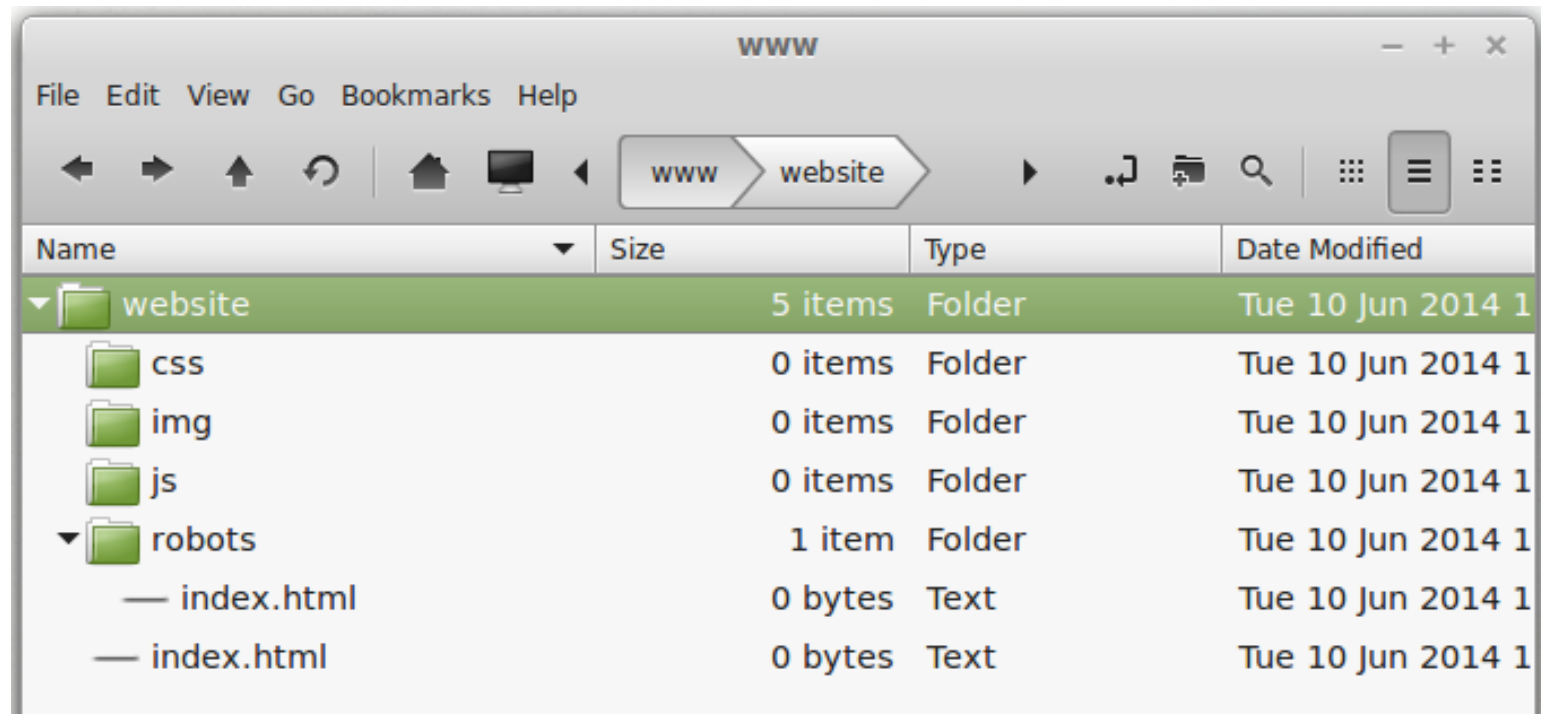 www
File Edit View Go Bookmarks Help
www website
Name Size Type Date Modified
website 5 items Folder Tue 10 Jun 2014 1
css 0 items Folder Tue 10 Jun 2014 1
img 0 items Folder Tue 10 Jun 2014 1
js 0 items Folder Tue 10 Jun 2014 1
robots 1 item Folder Tue 10 Jun 2014 1
index.html 0 bytes Text Tue 10 Jun 2014 1
index.html 0 bytes Text Tue 10 Jun 2014 1